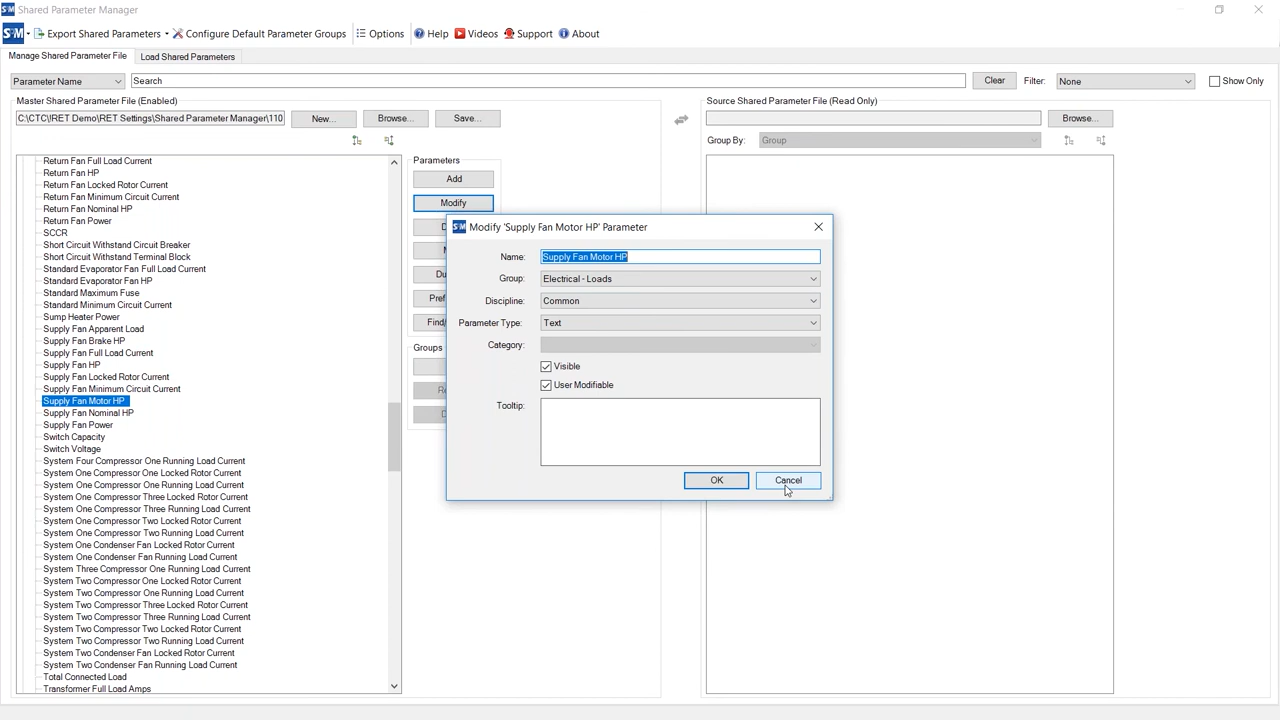 SPM Shared Parameter Manager
SPM Export Shared Parameters Configure Default Parameter Groups Options Help Videos Support About
Manage Shared Parameter File Load Shared Parameters
Parameter Name Search Clear Filter: None Show Only
Master Shared Parameter File (Enabled) Source Shared Parameter File (Read Only)
C:\CTC\!RET Demo\RET Settings\Shared Parameter Manager\110 New... Browse... Save... Browse...
Group By: Group
Return Fan Full Load Current
Return Fan HP
Return Fan Locked Rotor Current
Return Fan Minimum Circuit Current
Return Fan Nominal HP
Return Fan Power
SCCR
Short Circuit Withstand Circuit Breaker
Short Circuit Withstand Terminal Block
Standard Evaporator Fan Full Load Current
Standard Evaporator Fan HP
Standard Maximum Fuse
Standard Minimum Circuit Current
Sump Heater Power
Supply Fan Apparent Load
Supply Fan Brake HP
Supply Fan Full Load Current
Supply Fan HP
Supply Fan Locked Rotor Current
Supply Fan Minimum Circuit Current
Supply Fan Motor HP
Supply Fan Nominal HP
Supply Fan Power
Switch Capacity
Switch Voltage
System Four Compressor One Running Load Current
System One Compressor One Locked Rotor Current
System One Compressor One Running Load Current
System One Compressor Three Locked Rotor Current
System One Compressor Three Running Load Current
System One Compressor Two Locked Rotor Current
System One Compressor Two Running Load Current
System One Condenser Fan Locked Rotor Current
System One Condenser Fan Running Load Current
System Three Compressor One Running Load Current
System Two Compressor One Locked Rotor Current
System Two Compressor One Running Load Current
System Two Compressor Three Locked Rotor Current
System Two Compressor Three Running Load Current
System Two Compressor Two Locked Rotor Current
System Two Compressor Two Running Load Current
System Two Condenser Fan Locked Rotor Current
System Two Condenser Fan Running Load Current
Total Connected Load
Transformer Full Load Amps
Parameters
Add
Modify
D
M
Du
Pref
Find/
Groups
Re
D
SPM Modify 'Supply Fan Motor HP' Parameter
Name: Supply Fan Motor HP
Group: Electrical - Loads
Discipline: Common
Parameter Type: Text
Category:
Visible
User Modifiable
Tooltip:
OK Cancel